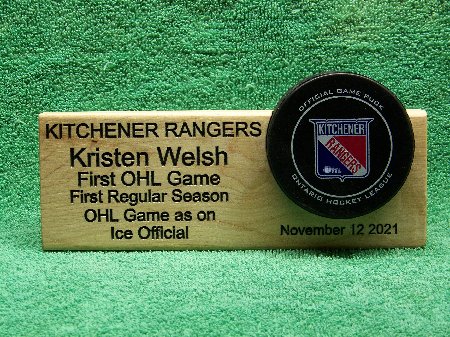 KITCHENER RANGERS
Kristen Welsh
First OHL Game
First Regular Season
OHL Game as on
Ice Official
OFFICIAL GAME PUCK
KITCHENER
RANGERS
ONTARIO HOCKEY LEAGUE
November 12 2021